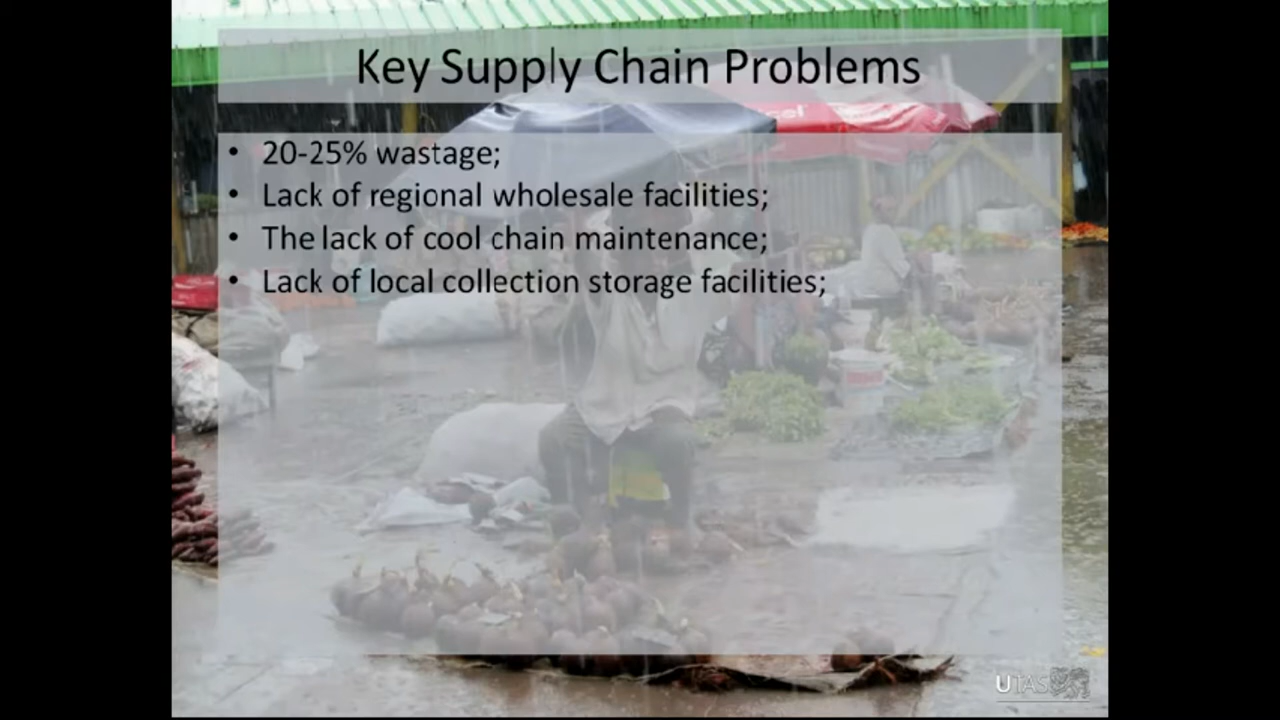 Key Supply Chain Problems
• 20-25% wastage;
• Lack of regional wholesale facilities;
• The lack of cool chain maintenance;
• Lack of local collection storage facilities;
UTAS